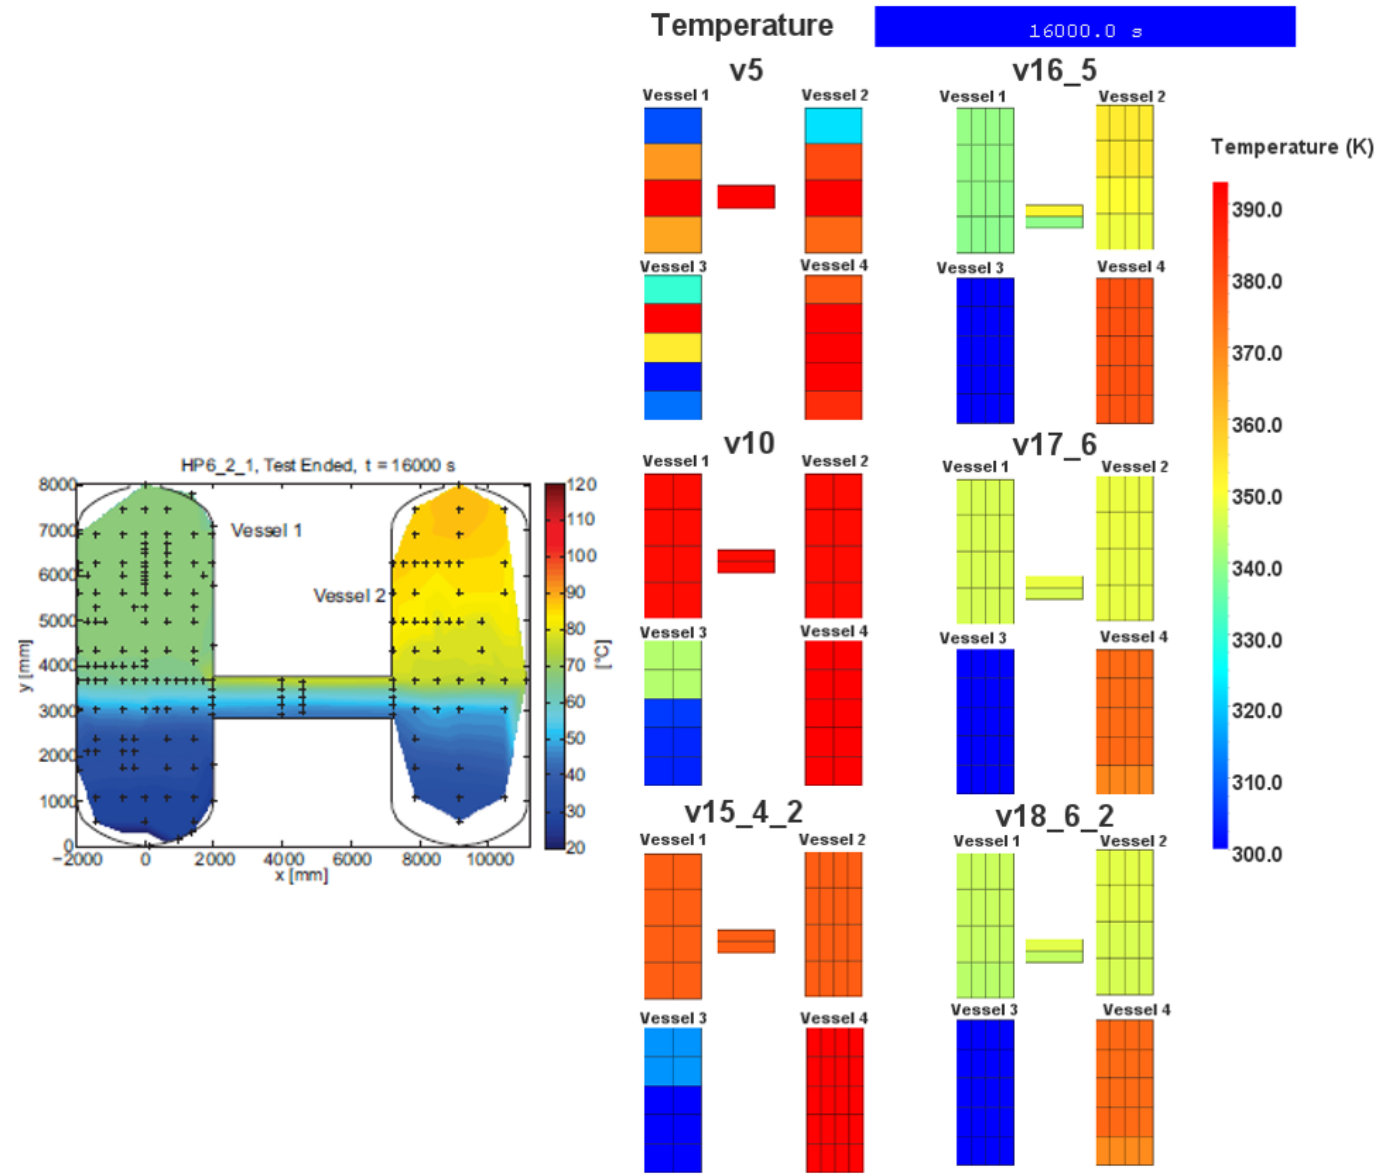 Temperature
16000.0 s
v5
v16_5
Vessel 1
Vessel 2
Vessel 1
Vessel 2
Temperature (K)
390.0
380.0
370.0
360.0
350.0
340.0
330.0
320.0
310.0
300.0
Vessel 3
Vessel 4
Vessel 3
Vessel 4
v10
v17_6
Vessel 1
Vessel 2
Vessel 1
Vessel 2
Vessel 3
Vessel 4
Vessel 3
Vessel 4
v15_4_2
v18_6_2
Vessel 1
Vessel 2
Vessel 1
Vessel 2
Vessel 3
Vessel 4
Vessel 3
Vessel 4
HP6_2_1, Test Ended, t = 16000 s
8000
7000
6000
5000
4000
3000
2000
1000
0
y [mm]
Vessel 1
Vessel 2
−2000
0
2000
4000
6000
8000
10000
x [mm]
120
110
100
90
80
70
60
50
40
30
20
[°C]